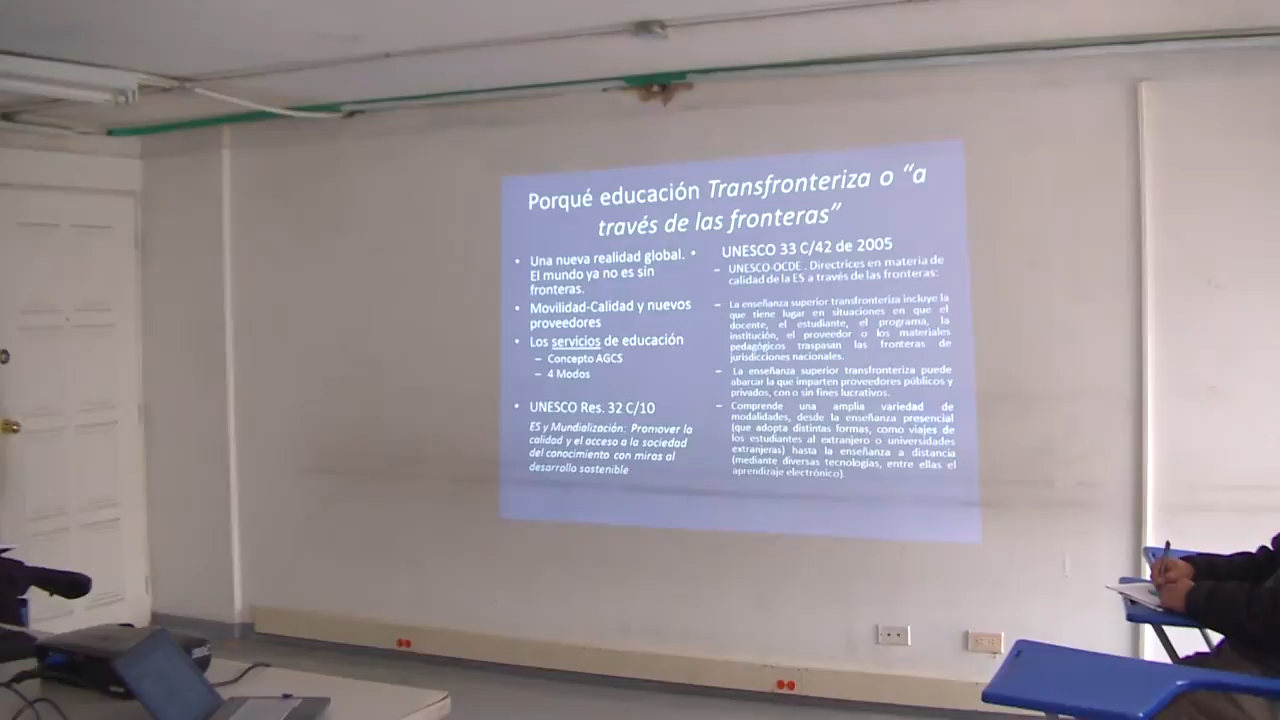 Porqué educación Transfronteriza o “a
través de las fronteras”
• Una nueva realidad global.
El mundo ya no es sin
fronteras.
• Movilidad-Calidad y nuevos
proveedores
• Los servicios de educación
– Concepto AGCS
– 4 Modos
• UNESCO Res. 32 C/10
ES y Mundialización: Promover la
calidad y el acceso a la sociedad
del conocimiento con miras al
desarrollo sostenible
• UNESCO 33 C/42 de 2005
– UNESCO-OCDE . Directrices en materia de
calidad de la ES a través de las fronteras:
– La enseñanza superior transfronteriza incluye la
que tiene lugar en situaciones en que el
docente, el estudiante, el programa, la
institución, el proveedor o los materiales
pedagógicos traspasan las fronteras de
jurisdicciones nacionales.
– La enseñanza superior transfronteriza puede
abarcar la que imparten proveedores públicos y
privados, con o sin fines lucrativos.
– Comprende una amplia variedad de
modalidades, desde la enseñanza presencial
(que adopta distintas formas, como viajes de
los estudiantes al extranjero o universidades
extranjeras) hasta la enseñanza a distancia
(mediante diversas tecnologías, entre ellas el
aprendizaje electrónico).